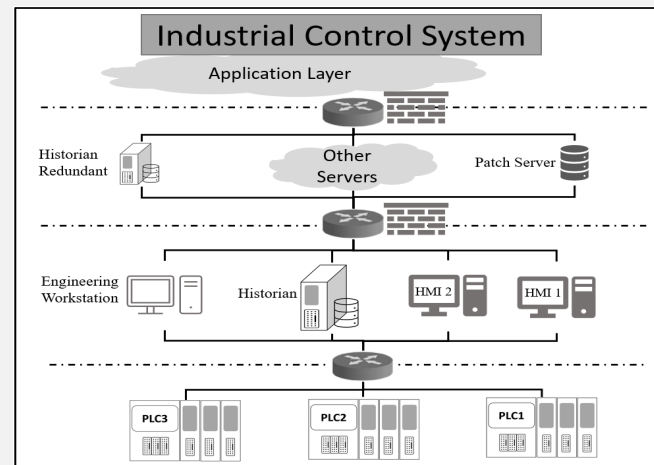 Industrial Control System
Application Layer
Historian
Redundant
Other
Servers
Patch Server
Engineering
Workstation
Historian
HMI 2
HMI 1
PLC3
PLC2
PLC1